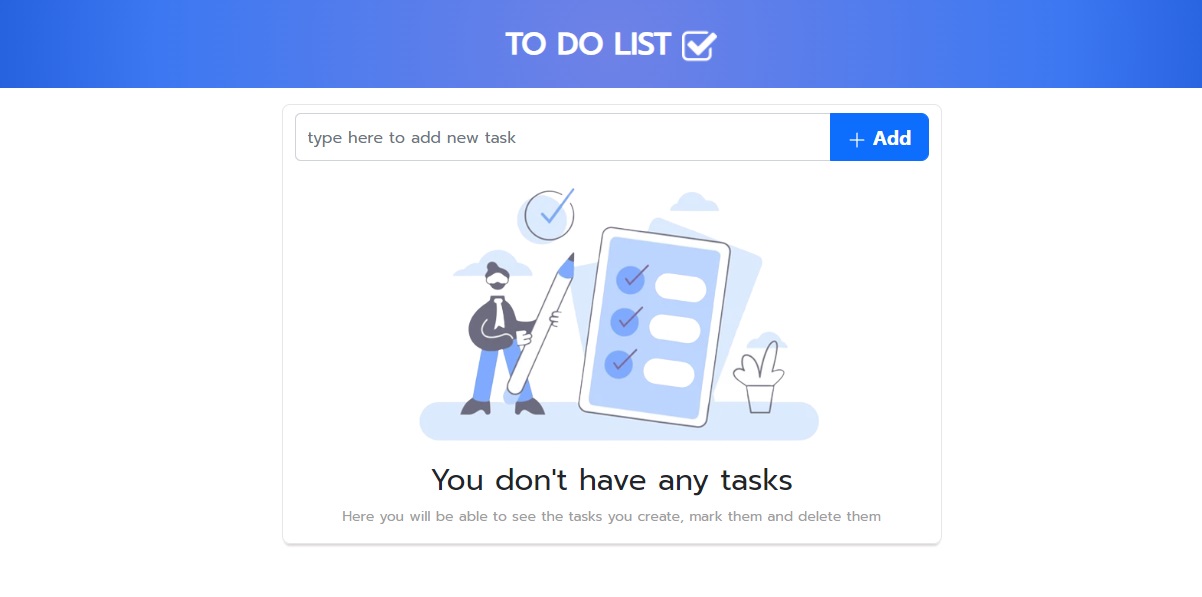 TO DO LIST
type here to add new task
+ Add
You don't have any tasks
Here you will be able to see the tasks you create, mark them and delete them